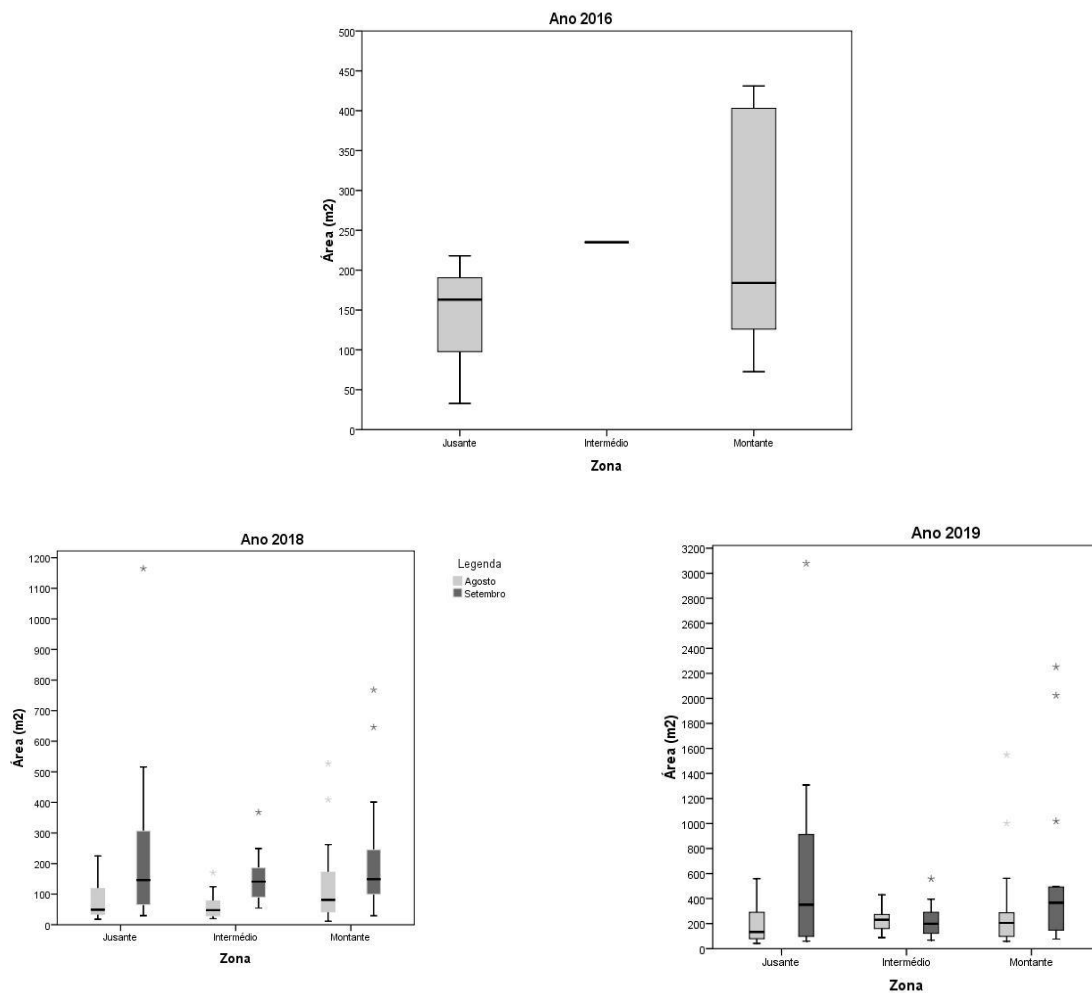 Ano 2016
Área (m2)
500
450
400
350
300
250
200
150
100
50
0
Jusante
Intermédio
Montante
Zona
Ano 2018
Área (m2)
1200
1100
1000
900
800
700
600
500
400
300
200
100
0
Jusante
Intermédio
Montante
Zona
Legenda
Agosto
Setembro
Ano 2019
Área (m2)
3200
3000
2800
2600
2400
2200
2000
1800
1600
1400
1200
1000
800
600
400
200
0
Jusante
Intermédio
Montante
Zona